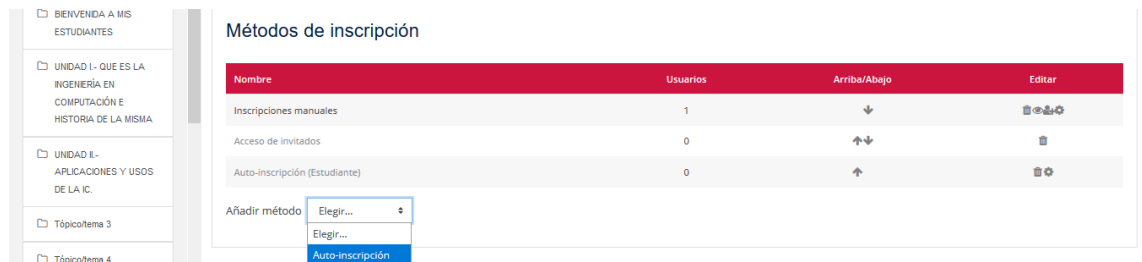 BIENVENIDA A MIS
ESTUDIANTES
UNIDAD I.- QUE ES LA
INGENIERÍA EN
COMPUTACIÓN E
HISTORIA DE LA MISMA
UNIDAD II.-
APLICACIONES Y USOS
DE LA IC.
Tópico/tema 3
Tópico/tema 4
Métodos de inscripción
Nombre Usuarios Arriba/Abajo Editar
Inscripciones manuales 1
Acceso de invitados 0
Auto-inscripción (Estudiante) 0
Añadir método Elegir...
Elegir...
Auto-inscripción